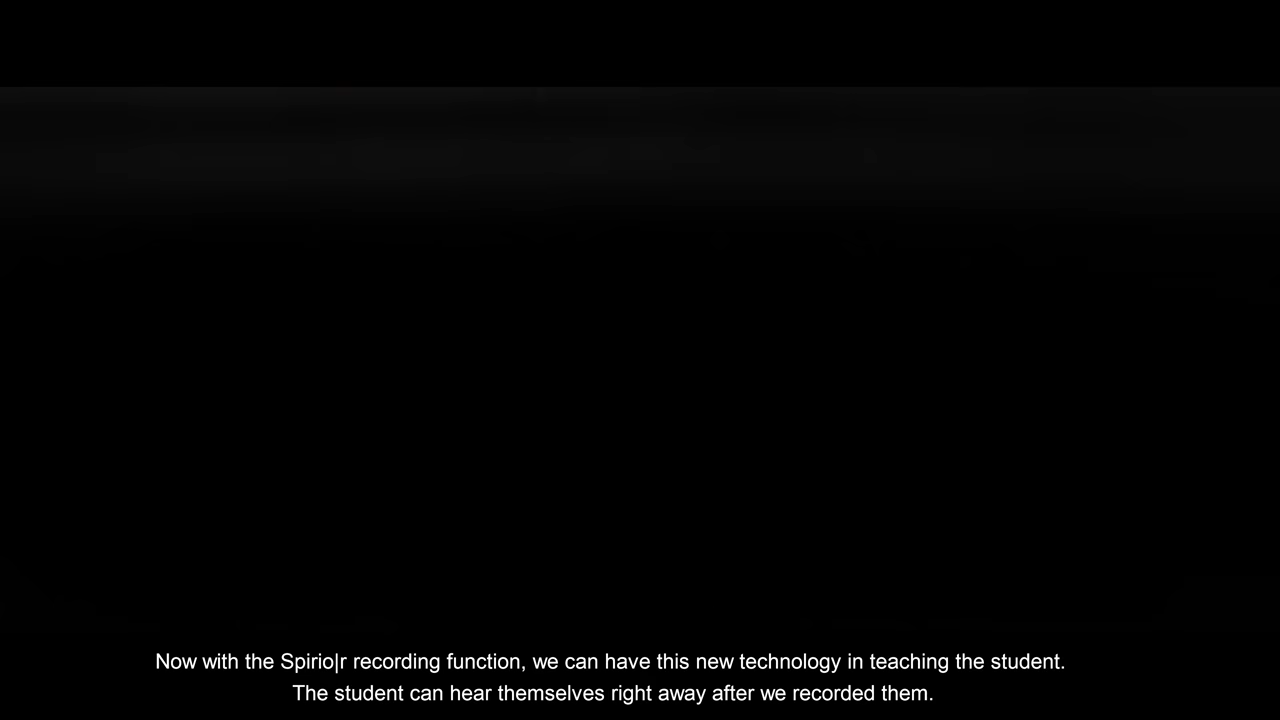 Now with the Spirio|r recording function, we can have this new technology in teaching the student.
The student can hear themselves right away after we recorded them.